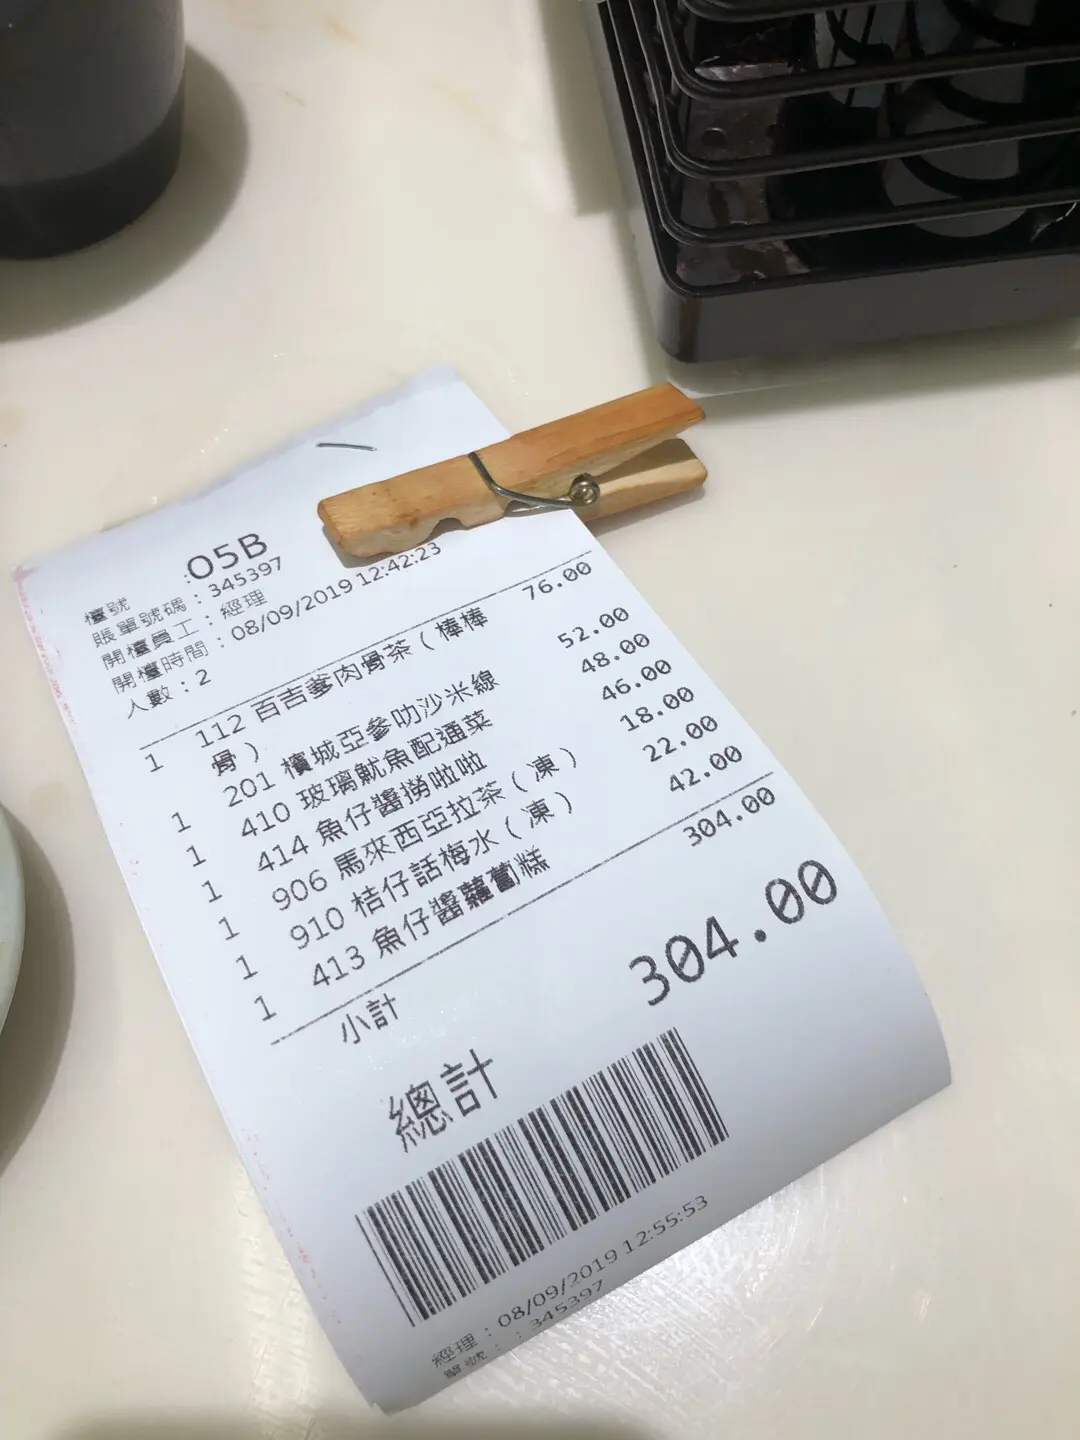 檯號 :05B
賬單號碼：345397
開檯員工：經理
開檯時間：08/09/2019 12:42:23
人數：2
1 112 百吉爹肉骨茶（棒棒骨） 76.00
1 201 檳城亞參叻沙米線 52.00
1 410 玻璃魷魚配通菜 48.00
1 414 魚仔醬撈啦啦 46.00
1 906 馬來西亞拉茶（凍） 18.00
1 910 桔仔話梅水（凍） 22.00
1 413 魚仔醬蘿蔔糕 42.00
小計 304.00
總計 304.00
經理：08/09/2019 12:55:53
單號：：345397